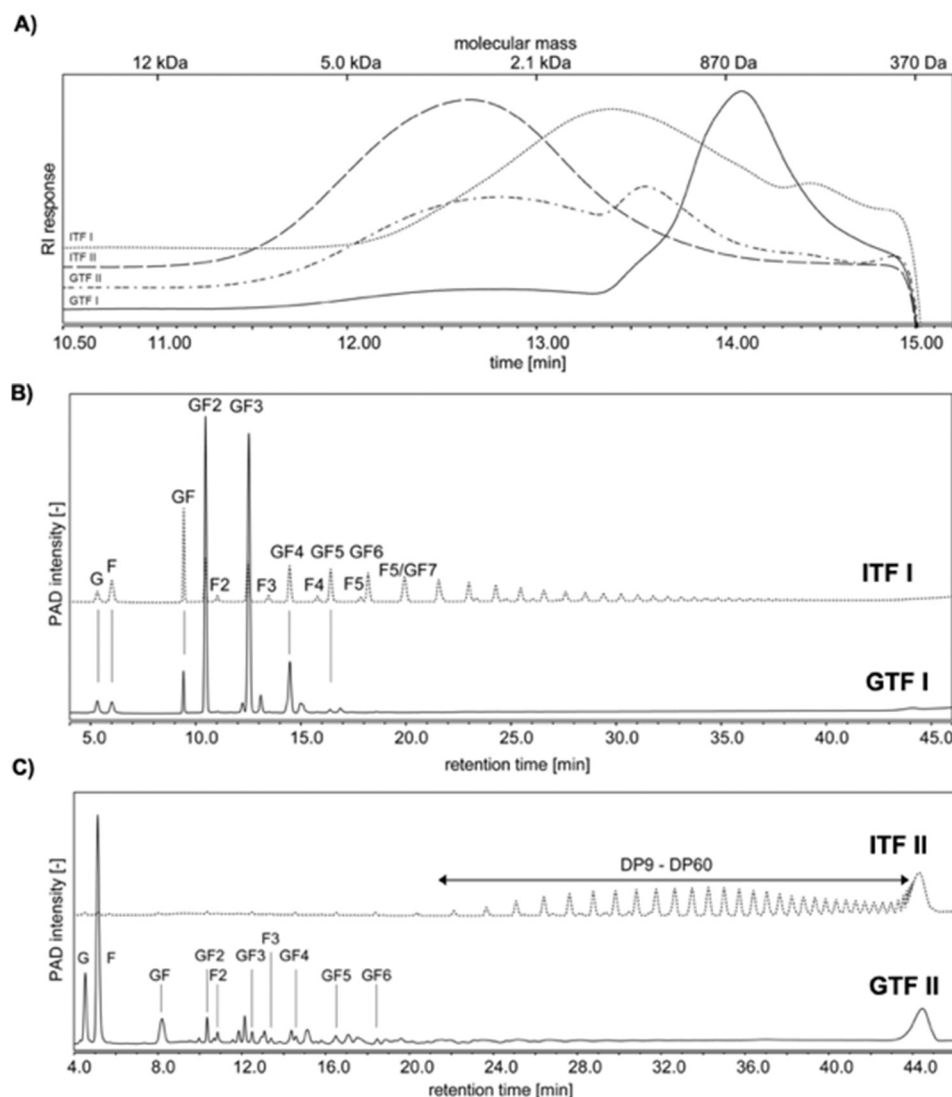 A)
molecular mass
12 kDa 5.0 kDa 2.1 kDa 870 Da 370 Da
RI response
ITF I
ITF II
GTF II
GTF I
10.50 11.00 12.00 13.00 14.00 15.00
time [min]
B)
GF2 GF3
PAD intensity [-]
GF
G F F2 F3 GF4 F4 GF5 F5 GF6 F5/GF7
ITF I
GTF I
5.0 10.0 15.0 20.0 25.0 30.0 35.0 40.0 45.0
retention time [min]
C)
PAD intensity [-]
ITF II
DP9 - DP60
G F GF GF2 F2 GF3 F3 GF4 GF5 GF6
GTF II
4.0 8.0 12.0 16.0 20.0 24.0 28.0 32.0 36.0 40.0 44.0
retention time [min]